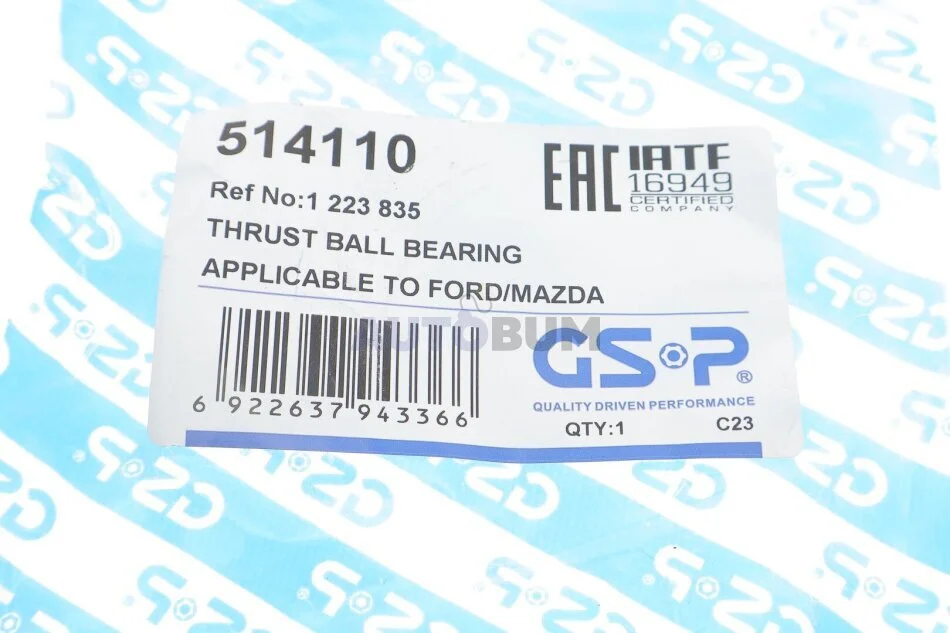 514110
EAC
IATF
16949
CERTIFIED
COMPANY
Ref No:1 223 835
THRUST BALL BEARING
APPLICABLE TO FORD/MAZDA
AUTOBUM
6 922637 943366
GS P®
QUALITY DRIVEN PERFORMANCE
QTY:1
C23